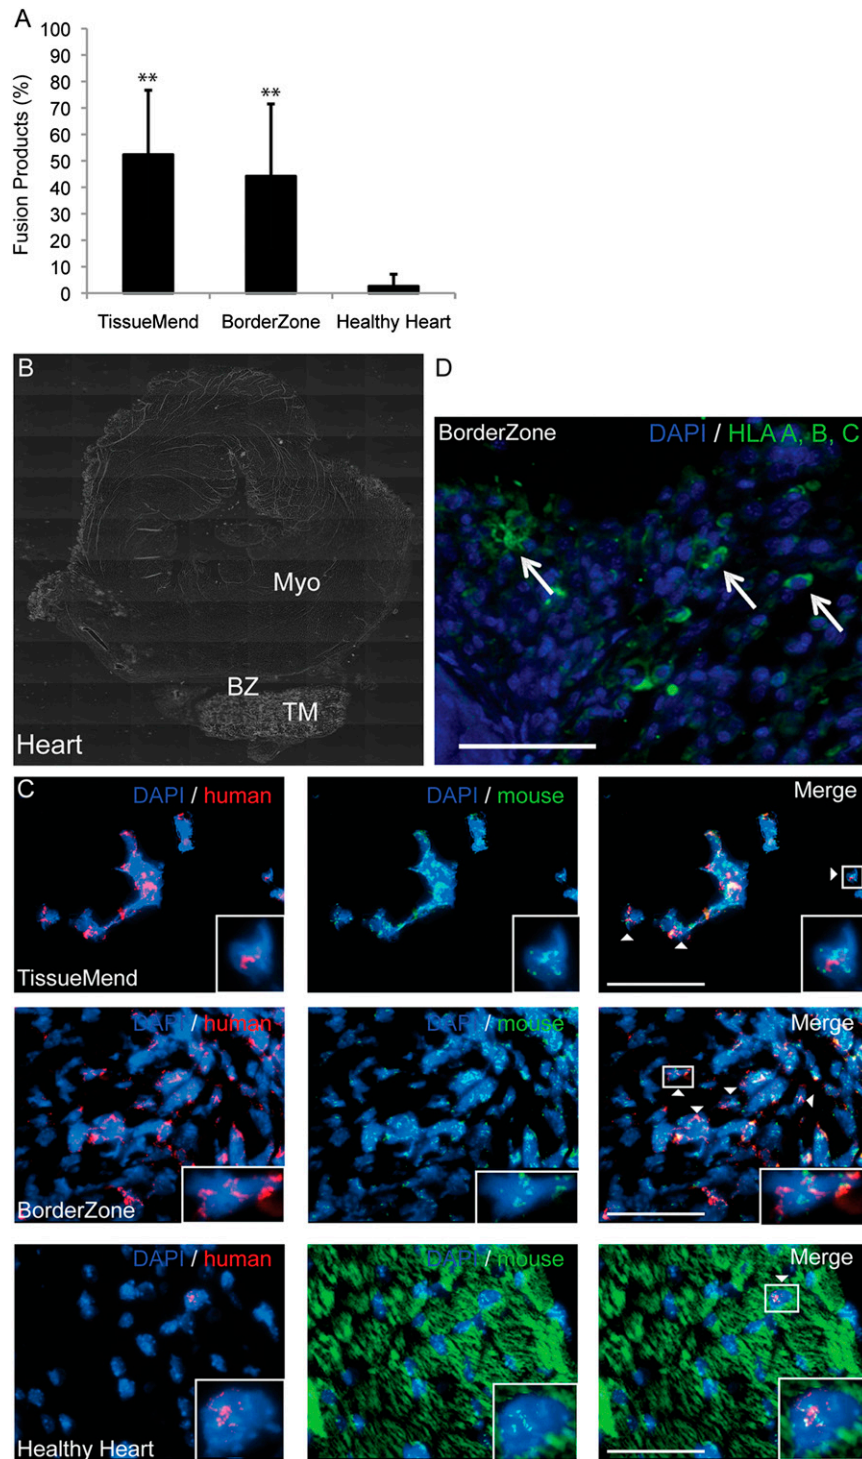 A
Fusion Products (%)
100
90
80
70
60
50
40
30
20
10
0
**
**
TissueMend BorderZone Healthy Heart
B
Myo
BZ
TM
Heart
D
BorderZone DAPI / HLA A, B, C
C
DAPI / human
DAPI / mouse
Merge
TissueMend
DAPI / human
DAPI / mouse
Merge
BorderZone
DAPI / human
DAPI / mouse
Merge
Healthy Heart